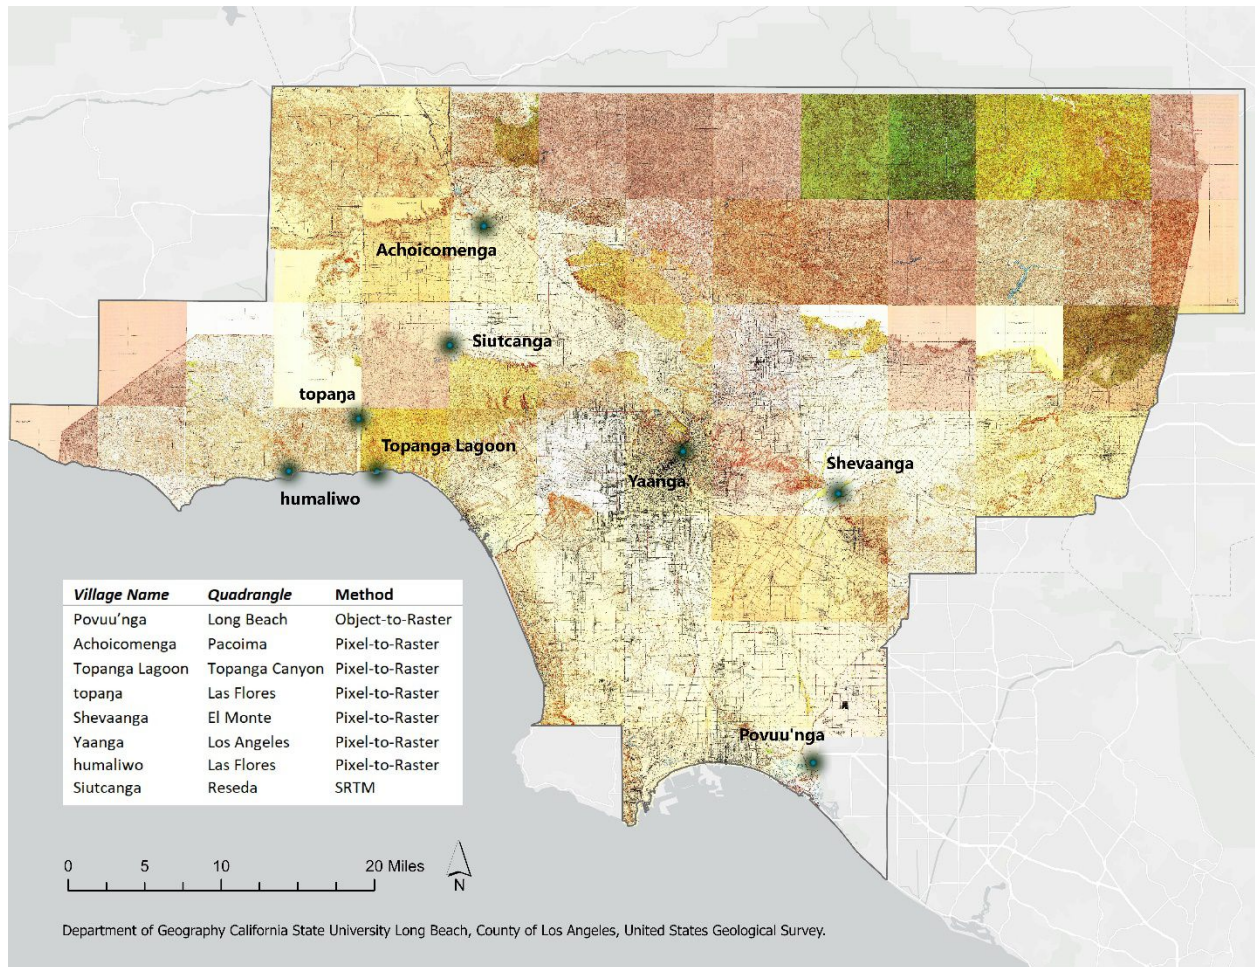 Achoicomenga
Siutcanga
topaŋa
Topanga Lagoon
Yaanga
Shevaanga
humaliwo
Povuu'nga
Village Name Quadrangle Method
Povuu’nga Long Beach Object-to-Raster
Achoicomenga Pacoima Pixel-to-Raster
Topanga Lagoon Topanga Canyon Pixel-to-Raster
topaŋa Las Flores Pixel-to-Raster
Shevaanga El Monte Pixel-to-Raster
Yaanga Los Angeles Pixel-to-Raster
humaliwo Las Flores Pixel-to-Raster
Siutcanga Reseda SRTM
0 5 10 20 Miles
N
Department of Geography California State University Long Beach, County of Los Angeles, United States Geological Survey.